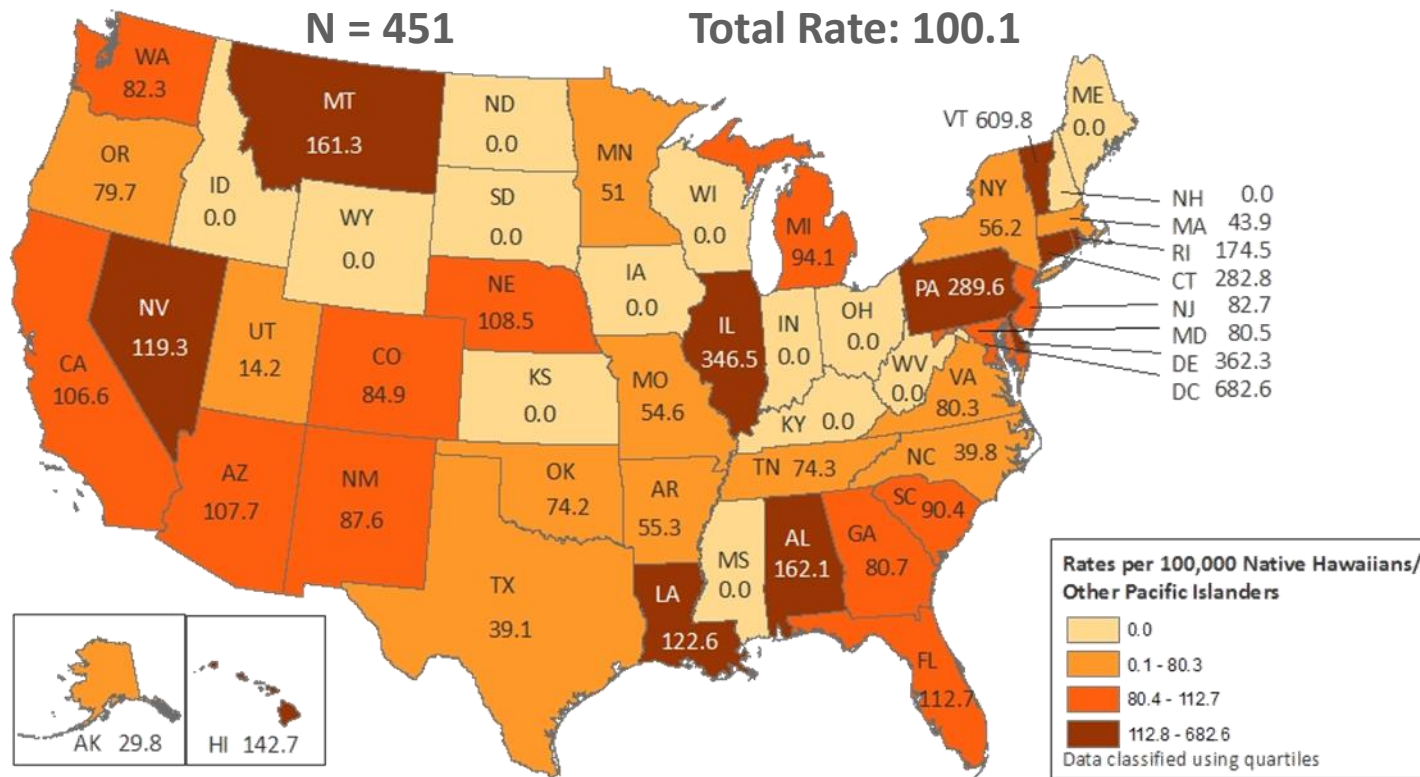 N = 451
Total Rate: 100.1
WA
82.3
MT
161.3
ND
0.0
MN
51
ME
0.0
VT 609.8
OR
79.7
ID
0.0
WY
0.0
SD
0.0
WI
0.0
MI
94.1
NY
56.2
NH 0.0
MA 43.9
RI 174.5
CT 282.8
NJ 82.7
MD 80.5
DE 362.3
DC 682.6
NV
119.3
UT
14.2
CO
84.9
NE
108.5
IA
0.0
IL
346.5
IN
0.0
OH
0.0
PA 289.6
WV
0.0
VA
80.3
CA
106.6
KS
0.0
MO
54.6
KY 0.0
AZ
107.7
NM
87.6
OK
74.2
AR
55.3
TN 74.3
NC 39.8
SC
90.4
TX
39.1
LA
122.6
MS
0.0
AL
162.1
GA
80.7
FL
112.7
AK 29.8
HI 142.7
Rates per 100,000 Native Hawaiians/
Other Pacific Islanders
0.0
0.1 - 80.3
80.4 - 112.7
112.8 - 682.6
Data classified using quartiles